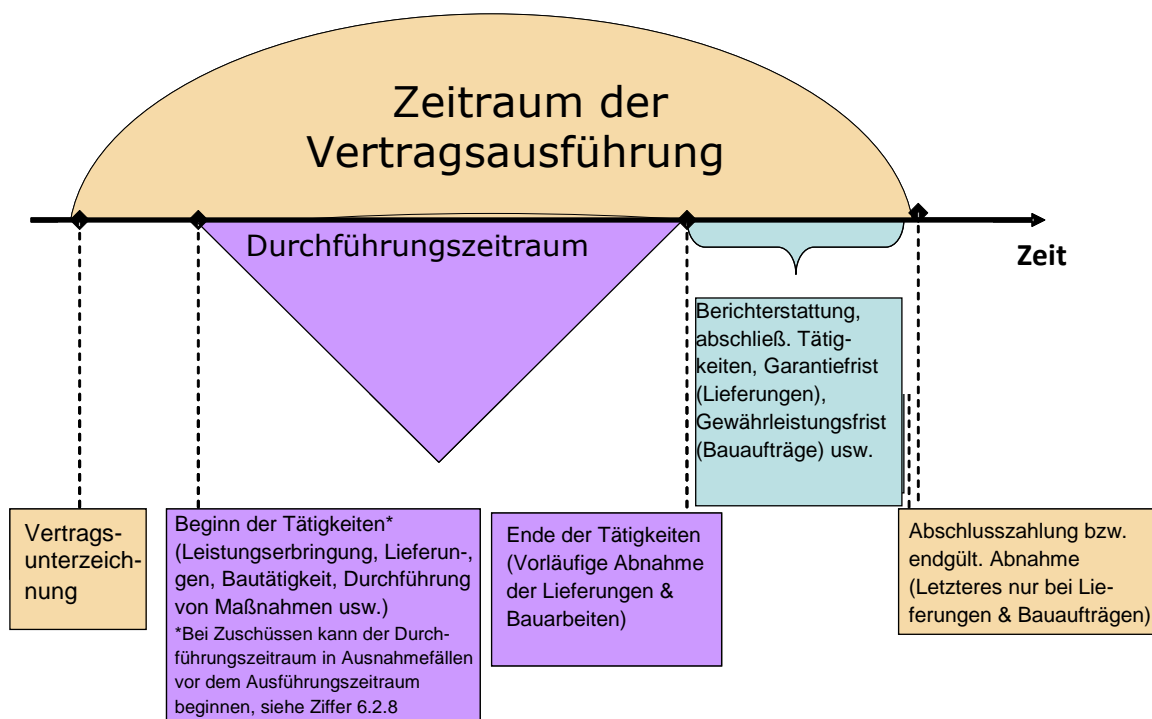 Zeitraum der
Vertragsausführung
Durchführungszeitraum
Zeit
Berichterstattung,
abschließ. Tätig-
keiten, Garantiefrist
(Lieferungen),
Gewährleistungsfrist
(Bauaufträge) usw.
Vertrags-
unterzeich-
nung
Beginn der Tätigkeiten*
(Leistungserbringung, Lieferun-,
gen, Bautätigkeit, Durchführung
von Maßnahmen usw.)
*Bei Zuschüssen kann der Durch-
führungszeitraum in Ausnahmefällen
vor dem Ausführungszeitraum
beginnen, siehe Ziffer 6.2.8
Ende der Tätigkeiten
(Vorläufige Abnahme
der Lieferungen &
Bauarbeiten)
Abschlusszahlung bzw.
endgült. Abnahme
(Letzteres nur bei Lie-
ferungen & Bauaufträgen)